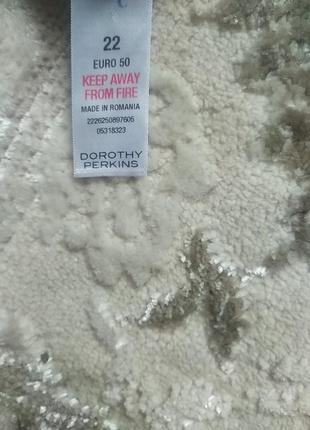 22
EURO 50
KEEP AWAY
FROM FIRE
MADE IN ROMANIA
2226250897605
05318323
DOROTHY
PERKINS